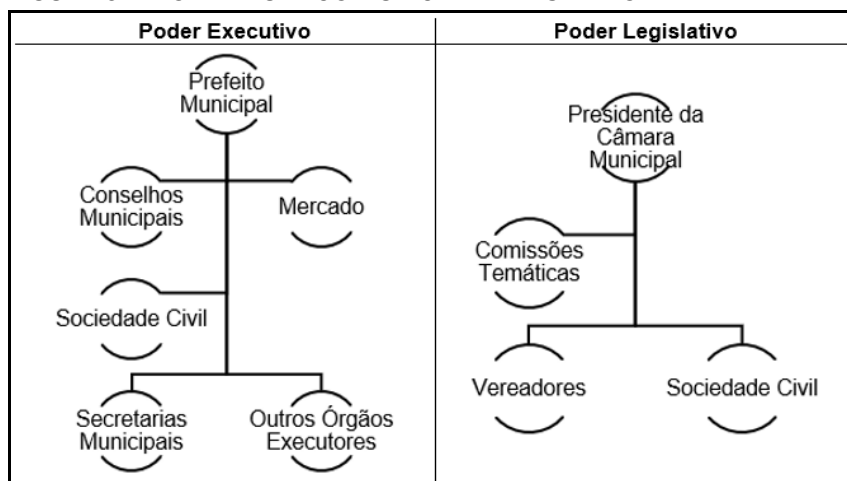 Poder Executivo
Prefeito
Municipal
Conselhos
Municipais
Mercado
Sociedade Civil
Secretarias
Municipais
Outros Órgãos
Executores
Poder Legislativo
Presidente da
Câmara
Municipal
Comissões
Temáticas
Vereadores
Sociedade Civil